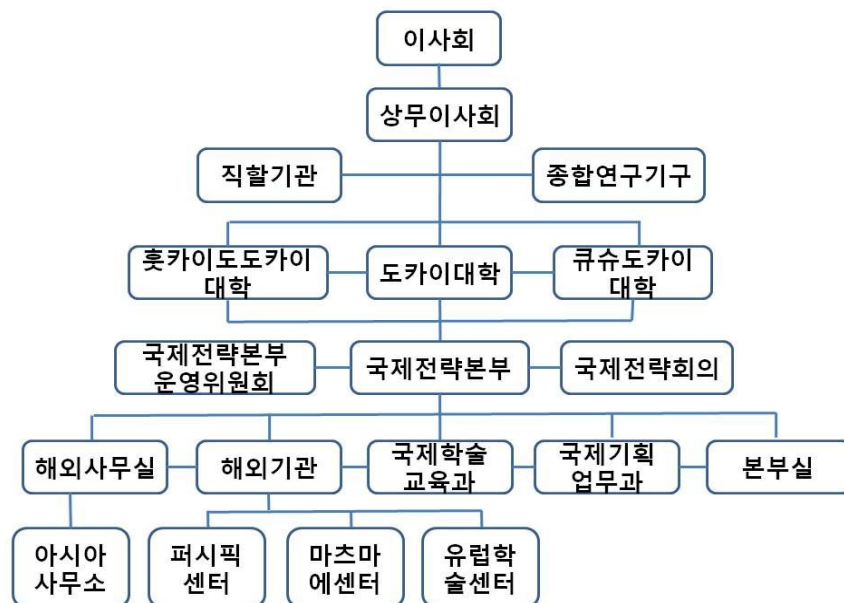 이사회
상무이사회
직할기관
종합연구기구
홋카이도도카이
대학
도카이대학
큐슈도카이
대학
국제전략본부
운영위원회
국제전략본부
국제전략회의
해외사무실
해외기관
국제학술
교육과
국제기획
업무과
본부실
아시아
사무소
퍼시픽
센터
마츠마
에센터
유럽학
술센터